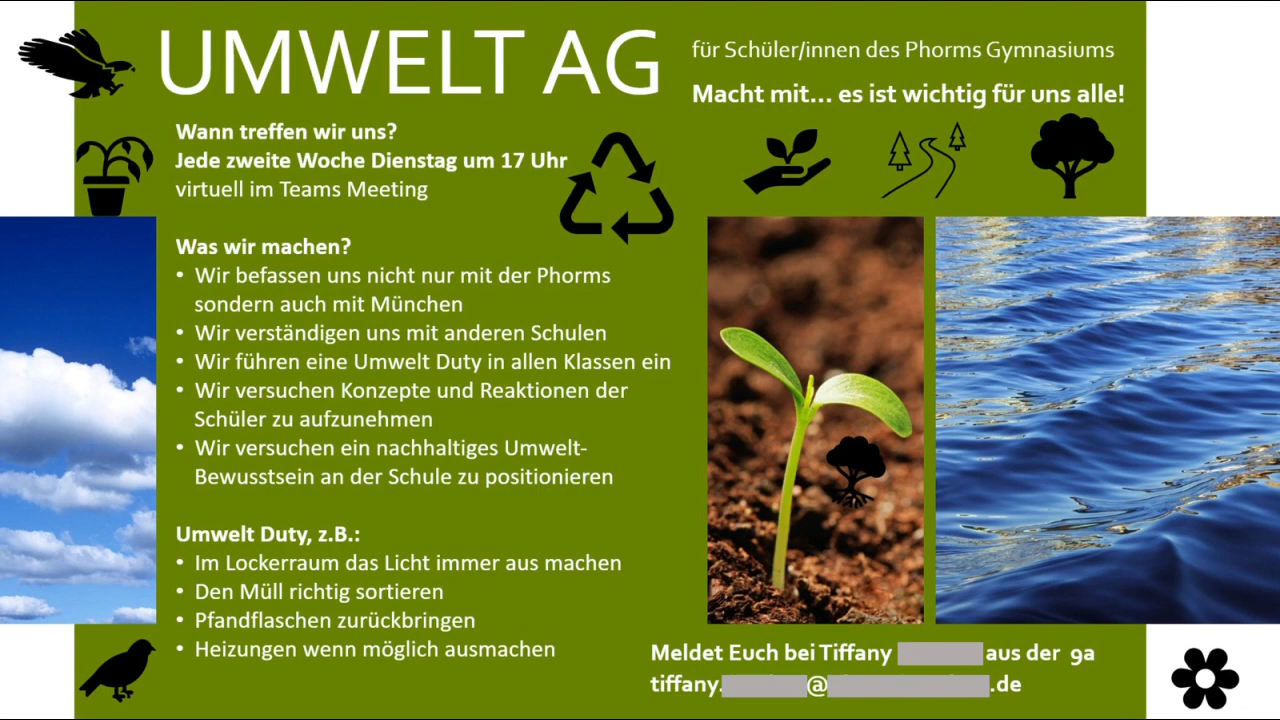 UMWELT AG
für Schüler/innen des Phorms Gymnasiums
Macht mit... es ist wichtig für uns alle!
Wann treffen wir uns?
Jede zweite Woche Dienstag um 17 Uhr
virtuell im Teams Meeting
Was wir machen?
• Wir befassen uns nicht nur mit der Phorms
sondern auch mit München
• Wir verständigen uns mit anderen Schulen
• Wir führen eine Umwelt Duty in allen Klassen ein
• Wir versuchen Konzepte und Reaktionen der
Schüler zu aufzunehmen
• Wir versuchen ein nachhaltiges Umwelt-
Bewusstsein an der Schule zu positionieren
Umwelt Duty, z.B.:
• Im Lockerraum das Licht immer aus machen
• Den Müll richtig sortieren
• Pfandflaschen zurückbringen
• Heizungen wenn möglich ausmachen
Meldet Euch bei Tiffany aus der 9a
tiffany. @ .de